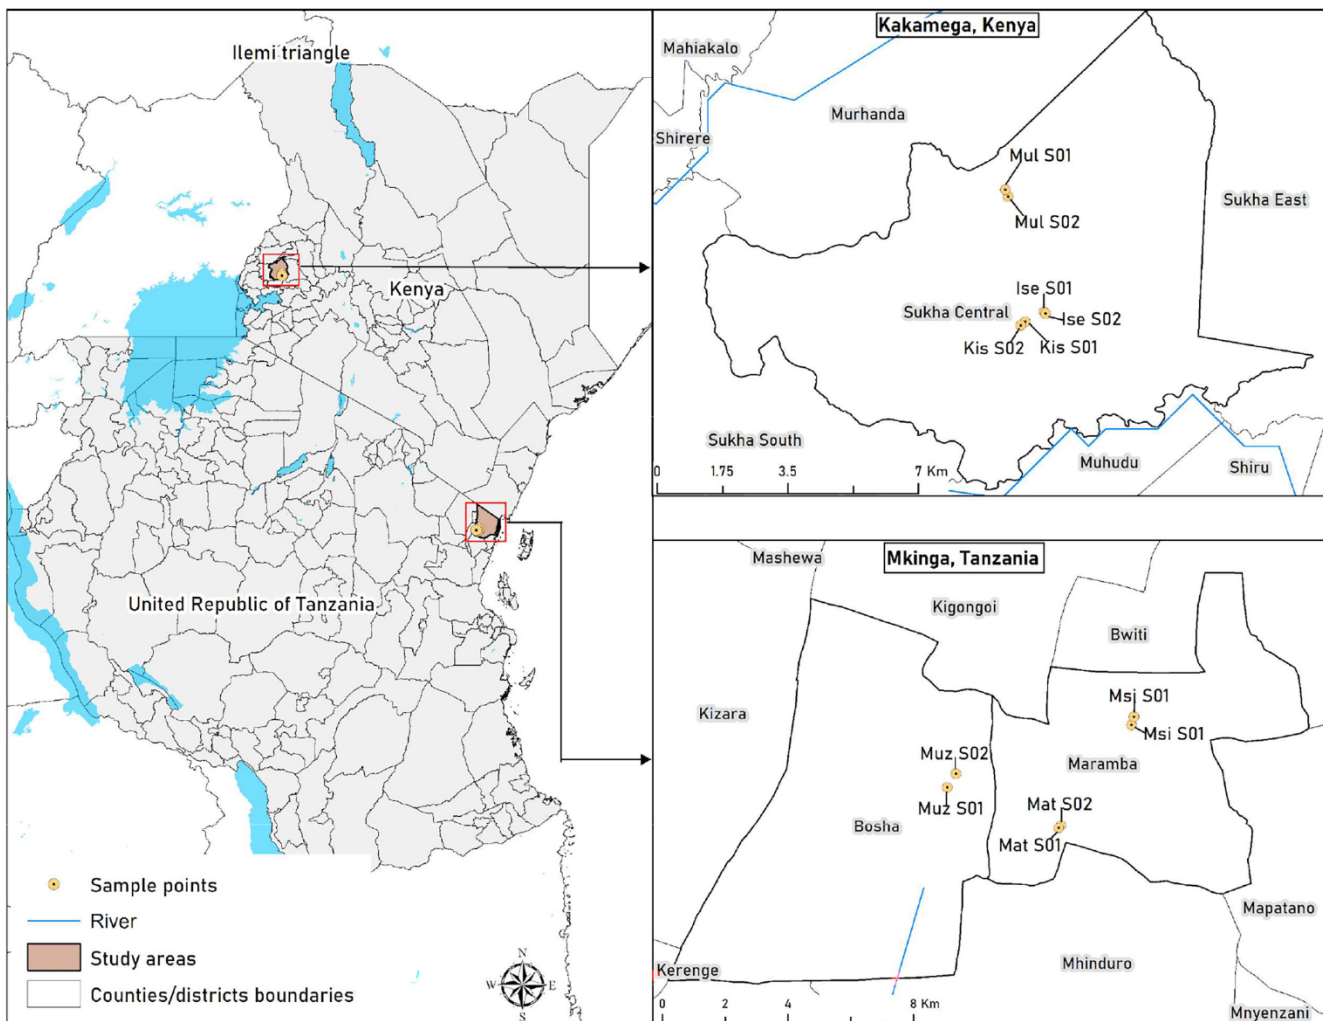 Ilemi triangle
Kenya
United Republic of Tanzania
Sample points
River
Study areas
Counties/districts boundaries
N
W
E
S
Kakamega, Kenya
Mahiakalo
Murhanda
Shirere
Mul S01
Mul S02
Sukha East
Ise S01
Sukha Central
Ise S02
Kis S02
Kis S01
Sukha South
Muhudu
Shiru
0 1.75 3.5 7 Km
Mkinga, Tanzania
Mashewa
Kigongoi
Bwiti
Kizara
Msi S01
Msi S01
Muz S02
Maramba
Muz S01
Mat S02
Bosha
Mat S01
Mapatano
Kerenge
Mhinduro
Mnyenzani
0 2 4 8 Km